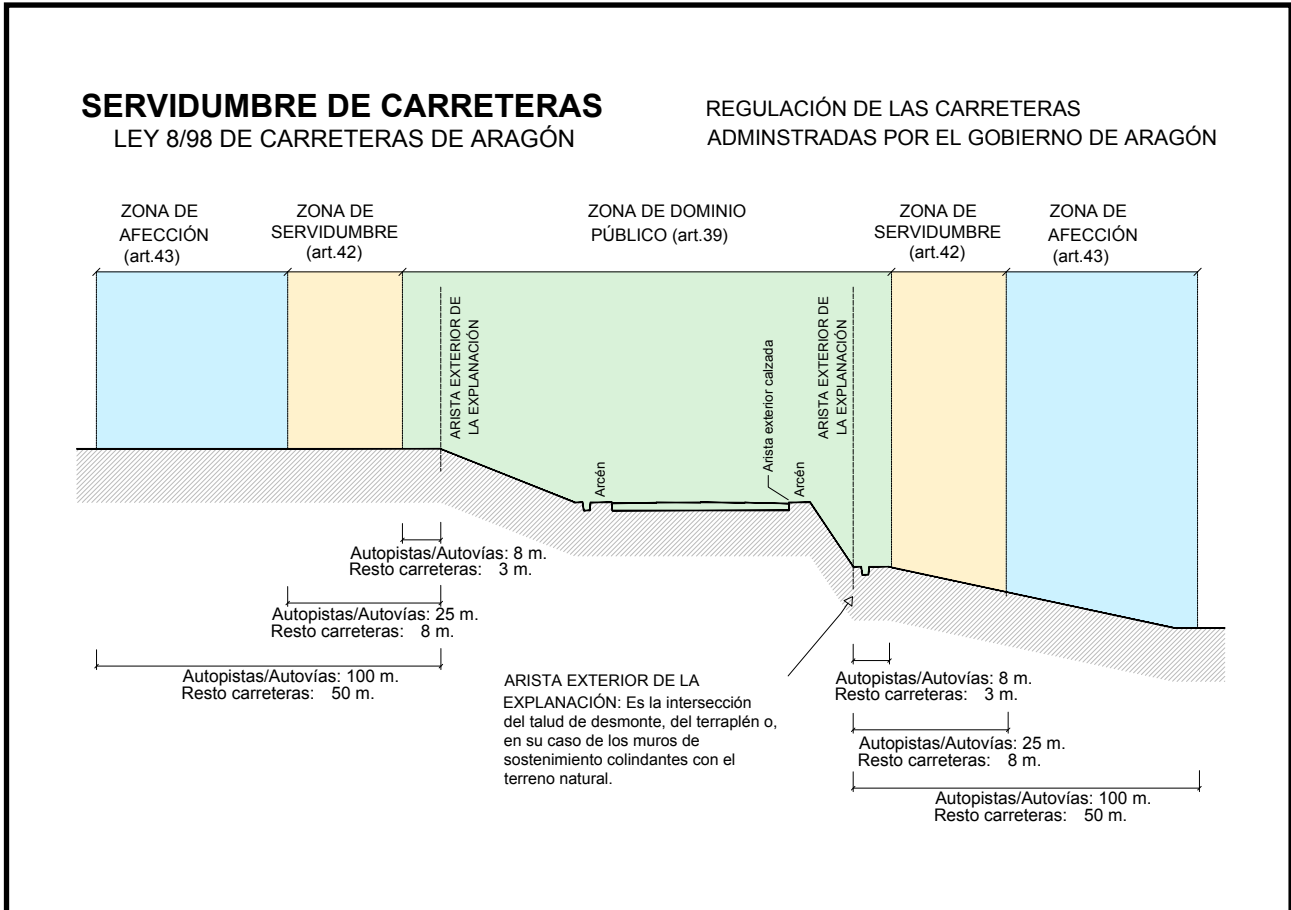 SERVIDUMBRE DE CARRETERAS
LEY 8/98 DE CARRETERAS DE ARAGÓN
REGULACIÓN DE LAS CARRETERAS
ADMINSTRADAS POR EL GOBIERNO DE ARAGÓN
ZONA DE
AFECCIÓN
(art.43)
ZONA DE
SERVIDUMBRE
(art.42)
ZONA DE DOMINIO
PÚBLICO (art.39)
ZONA DE
SERVIDUMBRE
(art.42)
ZONA DE
AFECCIÓN
(art.43)
ARISTA EXTERIOR DE
LA EXPLANACIÓN
Arcén
Arista exterior calzada
Arcén
ARISTA EXTERIOR DE
LA EXPLANACIÓN
Autopistas/Autovías: 8 m.
Resto carreteras: 3 m.
Autopistas/Autovías: 25 m.
Resto carreteras: 8 m.
Autopistas/Autovías: 100 m.
Resto carreteras: 50 m.
ARISTA EXTERIOR DE LA
EXPLANACIÓN: Es la intersección
del talud de desmonte, del terraplén o,
en su caso de los muros de
sostenimiento colindantes con el
terreno natural.
Autopistas/Autovías: 8 m.
Resto carreteras: 3 m.
Autopistas/Autovías: 25 m.
Resto carreteras: 8 m.
Autopistas/Autovías: 100 m.
Resto carreteras: 50 m.